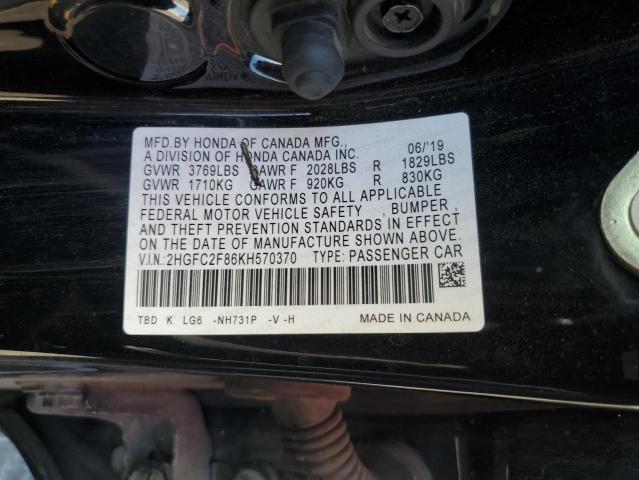 MFD.BY HONDA OF CANADA MFG., 06/'19
A DIVISION OF HONDA CANADA INC.
GVWR 3769LBS GAWR F 2028LBS R 1829LBS
GVWR 1710KG GAWR F 920KG R 830KG
THIS VEHICLE CONFORMS TO ALL APPLICABLE
FEDERAL MOTOR VEHICLE SAFETY , BUMPER ,
AND THEFT PREVENTION STANDARDS IN EFFECT
ON THE DATE OF MANUFACTURE SHOWN ABOVE.
V.I.N.:2HGFC2F86KH570370 TYPE: PASSENGER CAR
TBD K LG6 -NH731P -V -H MADE IN CANADA